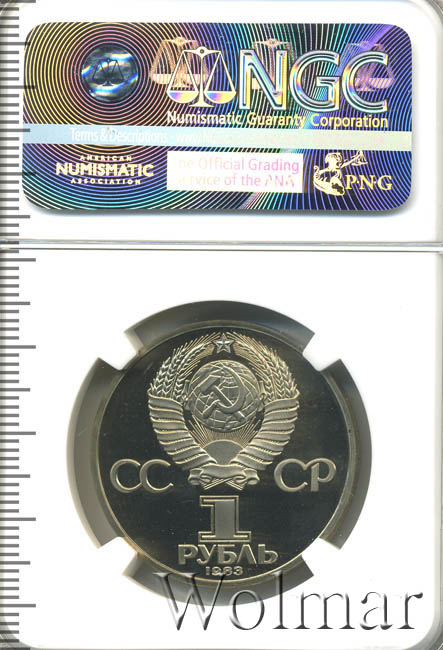 NGC
Numismatic Guaranty Corporation
Terms & Descriptions - www.
AMERICAN
NUMISMATIC
ASSOCIATION
The Official Grading
Service of the ANA
PNG
СС СР
1
РУБЛЬ
1983
Wolmar